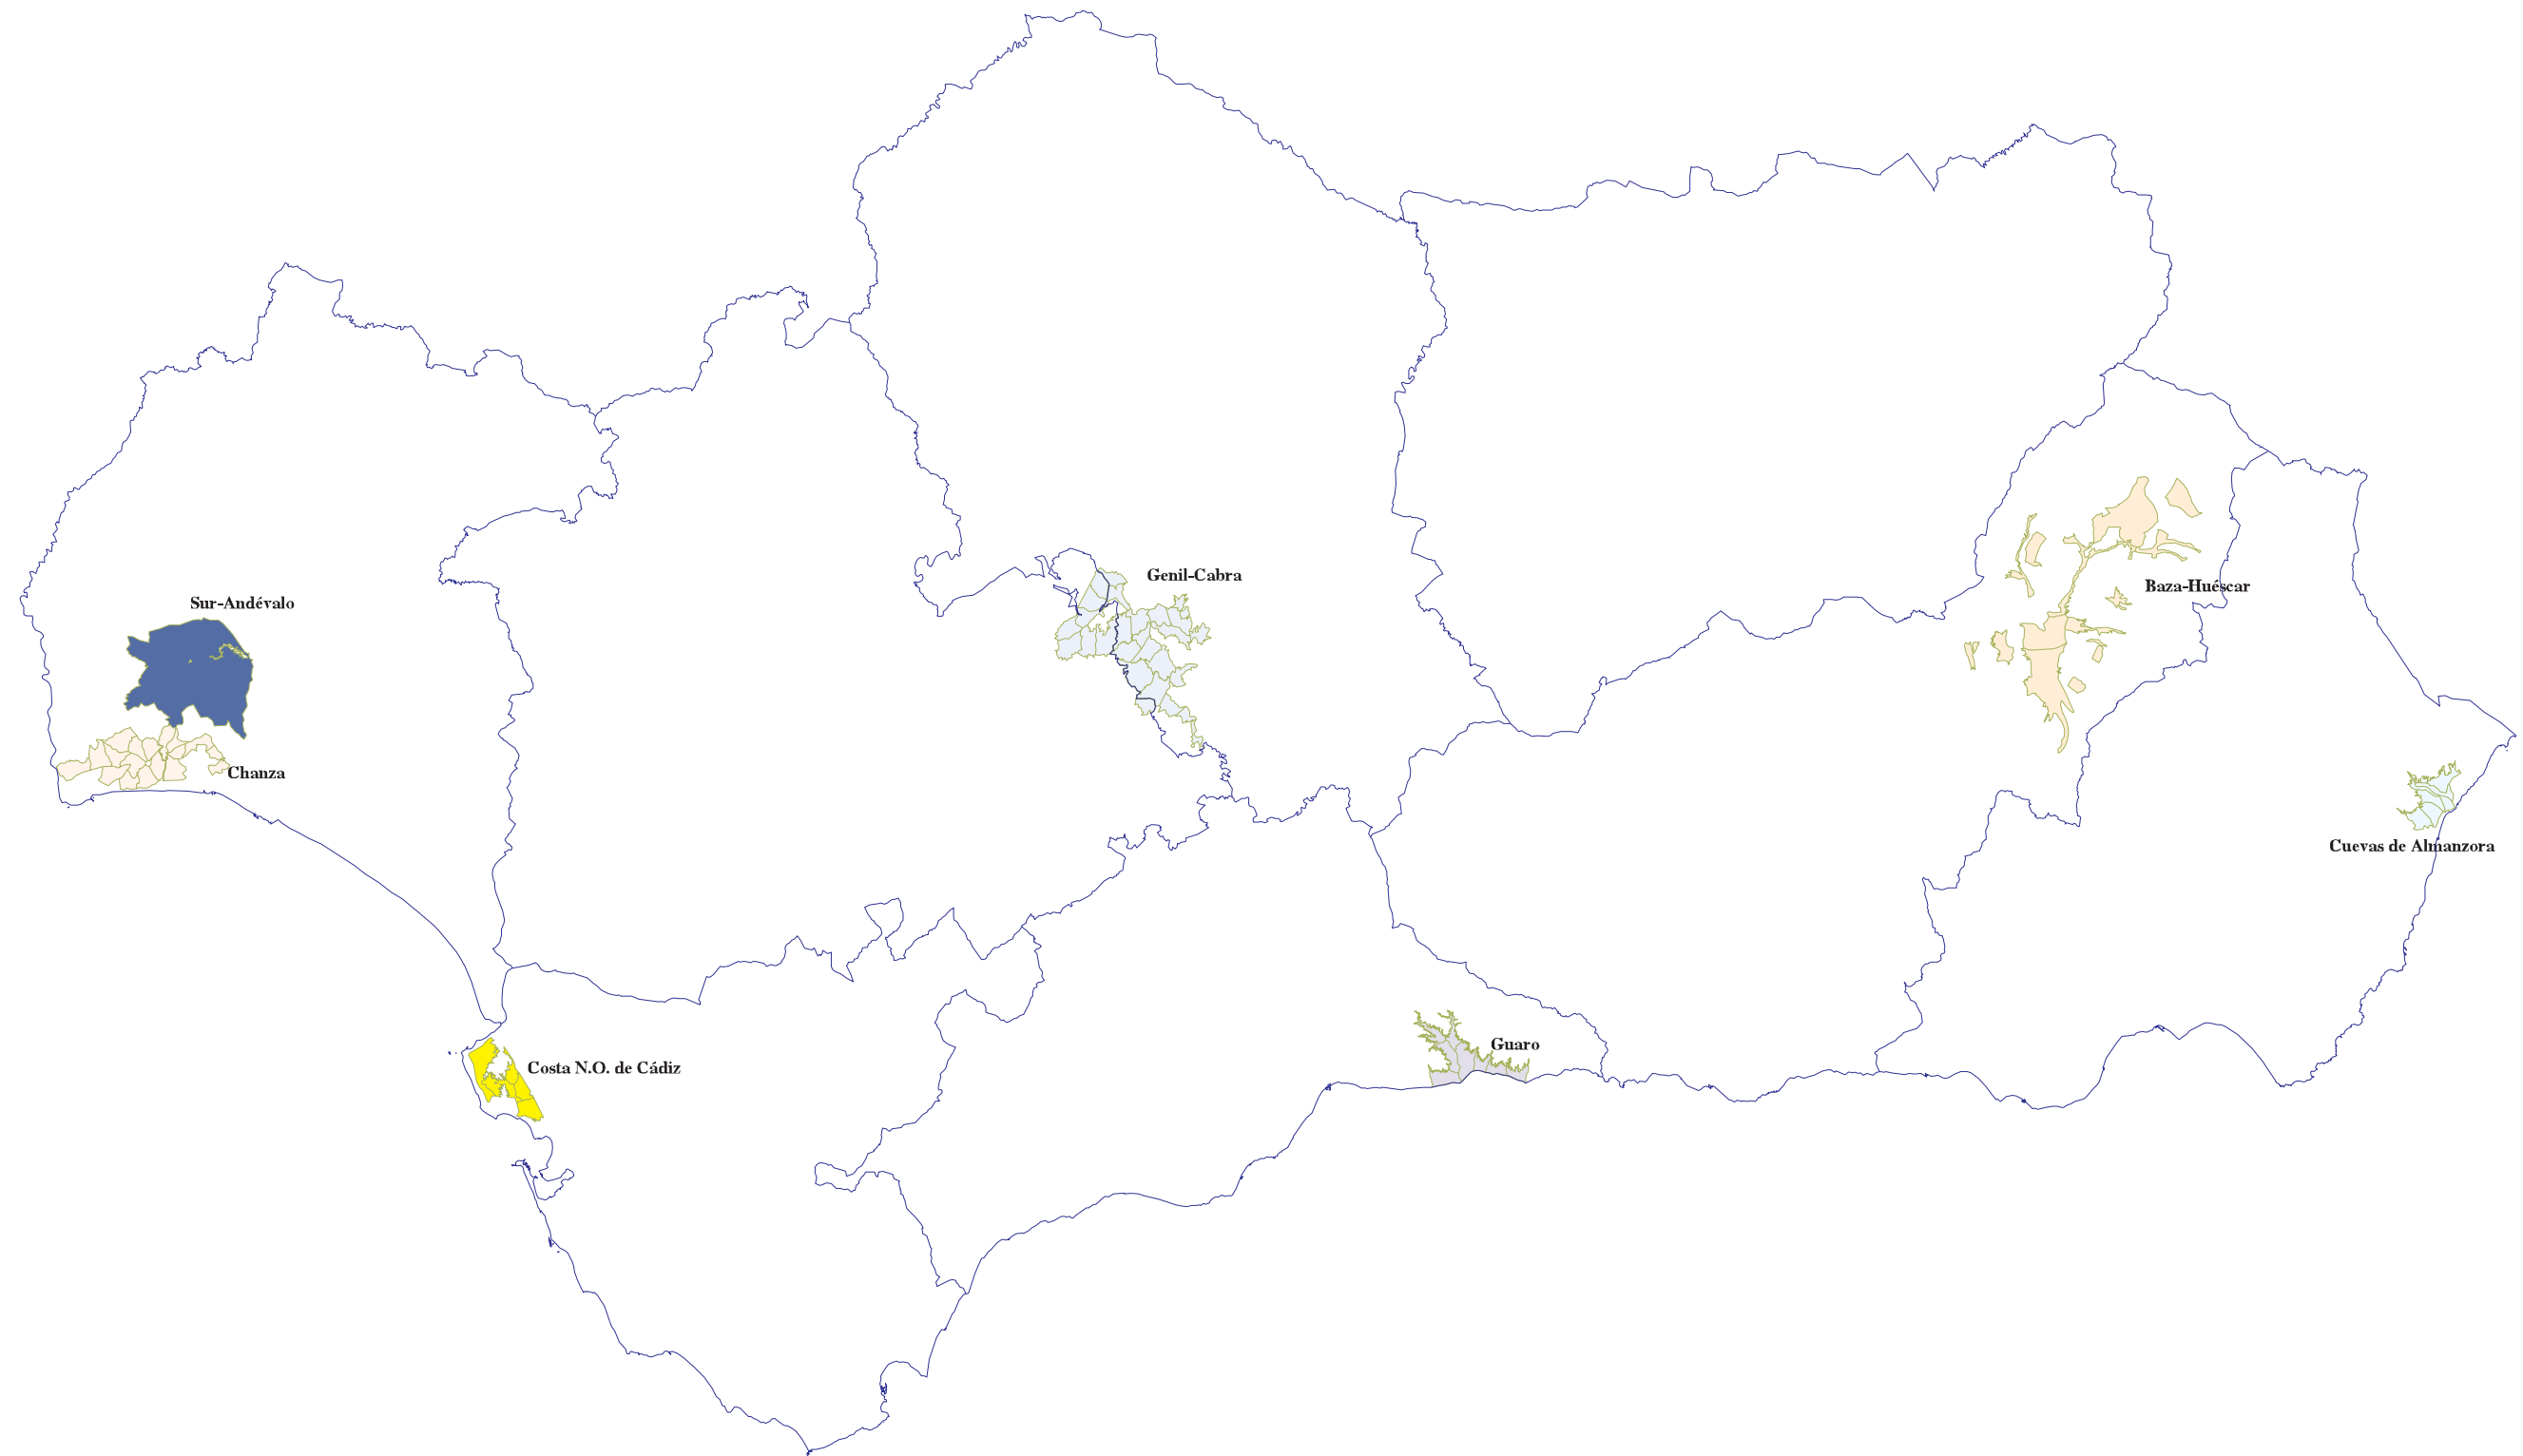 Genil-Cabra
Baza-Huéscar
Sur-Andévalo
Chanza
Cuevas de Almanzora
Guaro
Costa N.O. de Cádiz